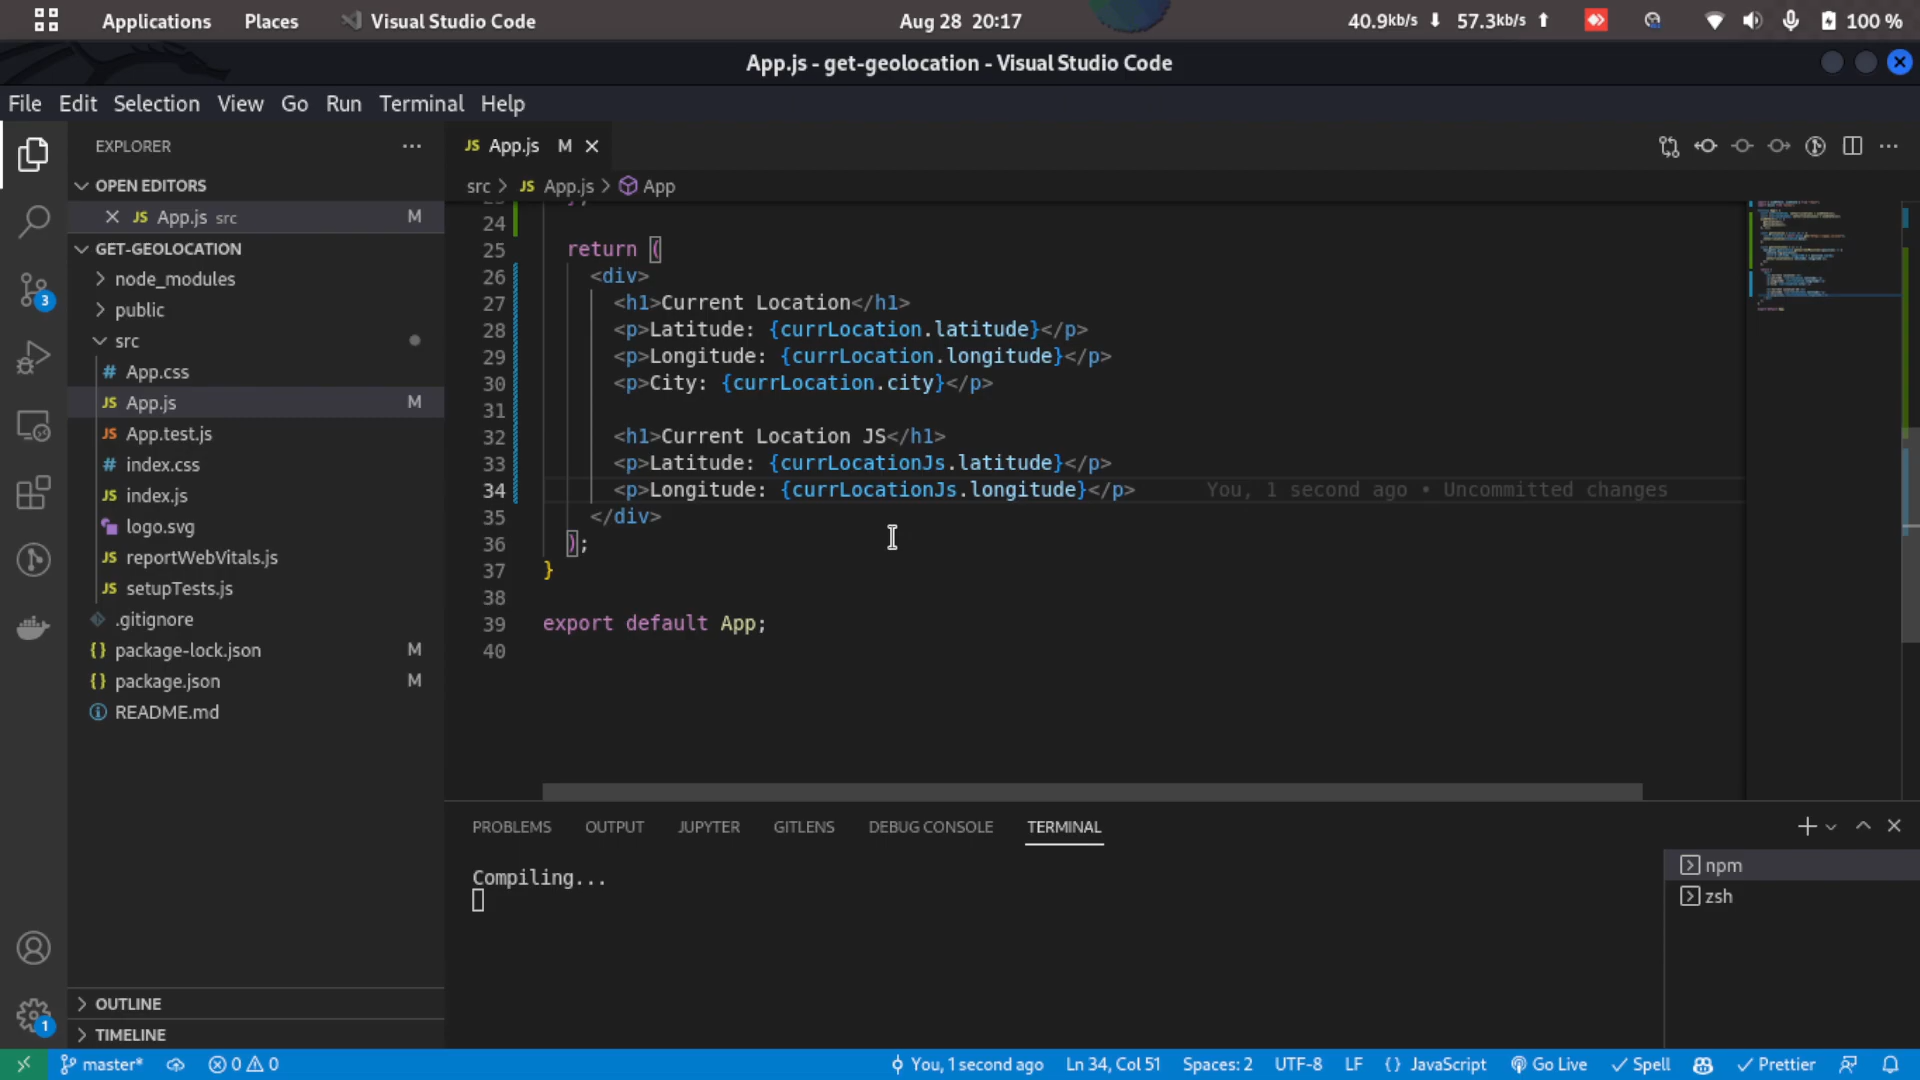 Applications Places Visual Studio Code Aug 28 20:17 40.9kb/s ⬇ 57.3kb/s ⬆ 100 %
App.js - get-geolocation - Visual Studio Code
File Edit Selection View Go Run Terminal Help
EXPLORER
OPEN EDITORS
JS App.js src M
GET-GEOLOCATION
node_modules
public
src
# App.css
JS App.js M
JS App.test.js
# index.css
JS index.js
logo.svg
JS reportWebVitals.js
JS setupTests.js
.gitignore
{} package-lock.json M
{} package.json M
README.md
OUTLINE
TIMELINE
3
1
JS App.js M
src > JS App.js > App
24
25 return (
26 <div>
27 <h1>Current Location</h1>
28 <p>Latitude: {currLocation.latitude}</p>
29 <p>Longitude: {currLocation.longitude}</p>
30 <p>City: {currLocation.city}</p>
31
32 <h1>Current Location JS</h1>
33 <p>Latitude: {currLocationJs.latitude}</p>
34 <p>Longitude: {currLocationJs.longitude}</p> You, 1 second ago • Uncommitted changes
35 </div>
36 );
37 }
38
39 export default App;
40
PROBLEMS OUTPUT JUPYTER GITLENS DEBUG CONSOLE TERMINAL
Compiling...
npm
zsh
master* 0 0 You, 1 second ago Ln 34, Col 51 Spaces: 2 UTF-8 LF {} JavaScript Go Live Spell Prettier